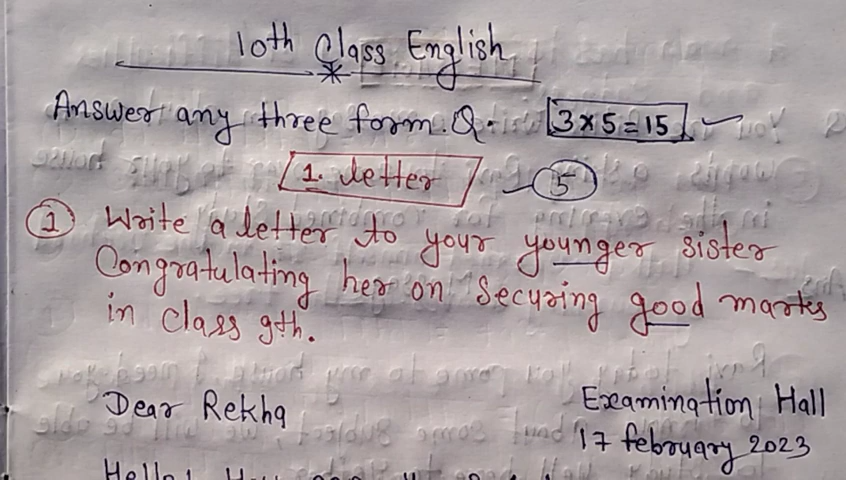 10th Class English
Answer any three form. Q. 3 x 5 = 15
1. Letter 5
1 Write a letter to your younger sister
Congratulating her on Securing good marks
in class 9th.
Dear Rekha
Examination Hall
17 february 2023
Hello!